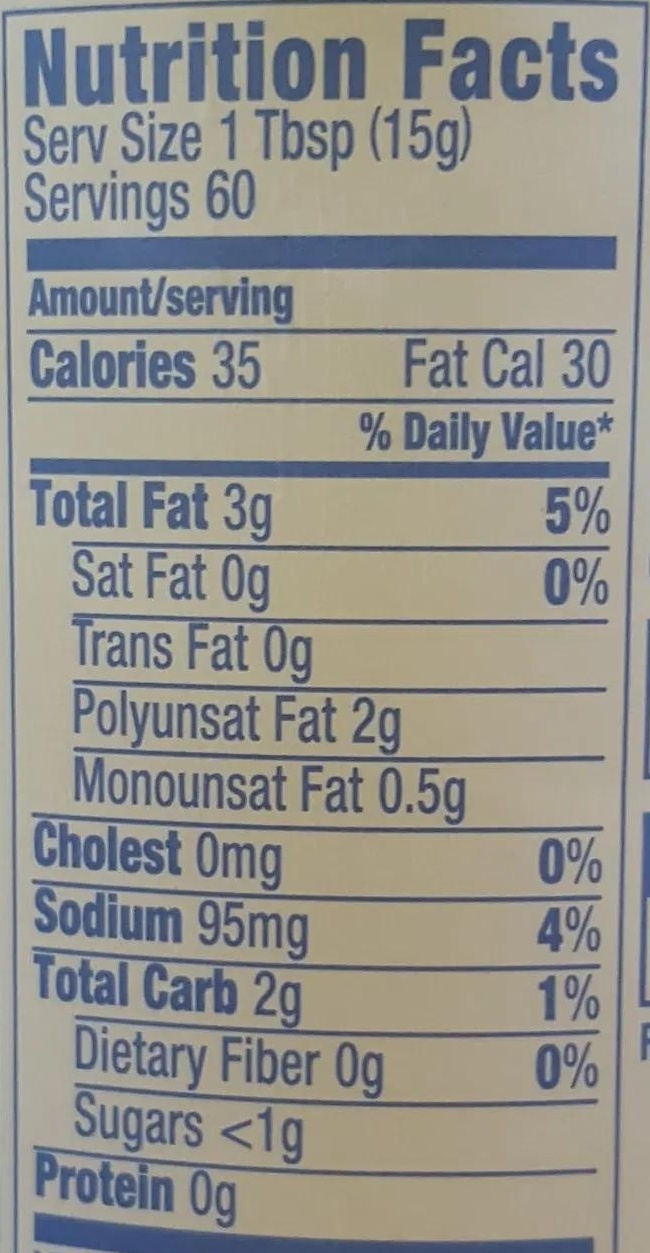 Nutrition Facts
Serv Size 1 Tbsp (15g)
Servings 60
Amount/serving
Calories 35 Fat Cal 30
% Daily Value*
Total Fat 3g 5%
Sat Fat 0g 0%
Trans Fat 0g
Polyunsat Fat 2g
Monounsat Fat 0.5g
Cholest 0mg 0%
Sodium 95mg 4%
Total Carb 2g 1%
Dietary Fiber 0g 0%
Sugars <1g
Protein 0g